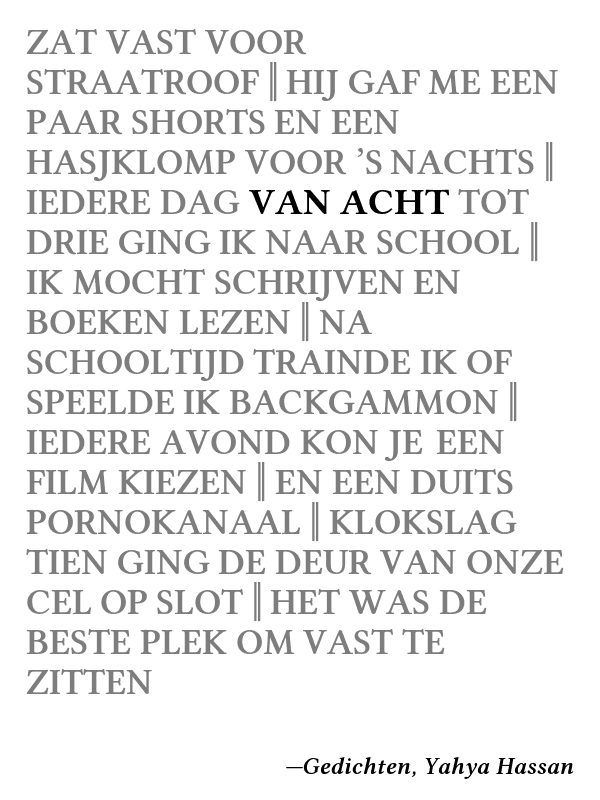 ZAT VAST VOOR
STRAATROOF || HIJ GAF ME EEN
PAAR SHORTS EN EEN
HASJKLOMP VOOR ’S NACHTS ||
IEDERE DAG VAN ACHT TOT
DRIE GING IK NAAR SCHOOL ||
IK MOCHT SCHRIJVEN EN
BOEKEN LEZEN || NA
SCHOOLTIJD TRAINDE IK OF
SPEELDE IK BACKGAMMON ||
IEDERE AVOND KON JE EEN
FILM KIEZEN || EN EEN DUITS
PORNOKANAAL || KLOKSLAG
TIEN GING DE DEUR VAN ONZE
CEL OP SLOT || HET WAS DE
BESTE PLEK OM VAST TE
ZITTEN
—Gedichten, Yahya Hassan